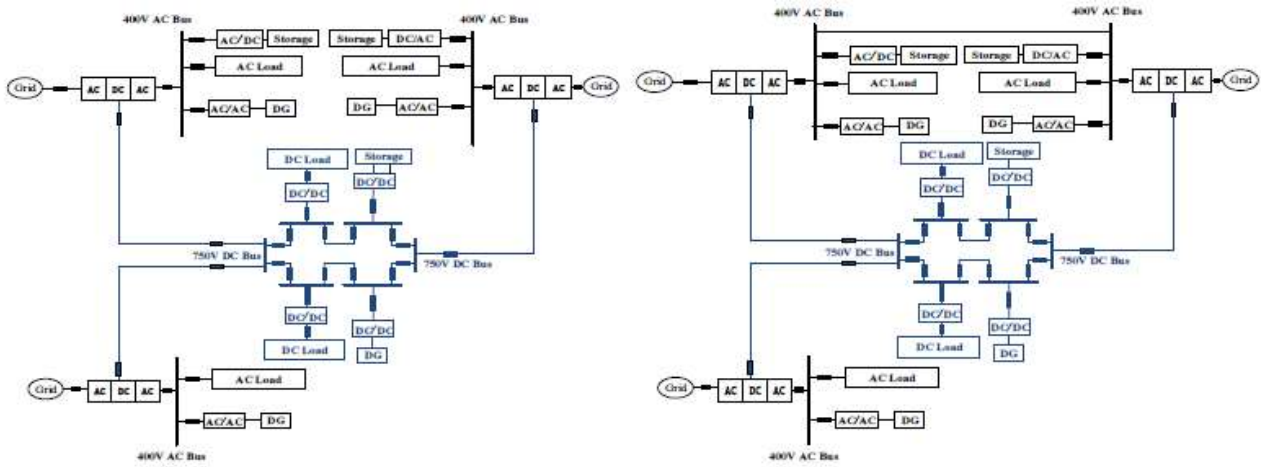 400V AC Bus
400V AC Bus
AC/DC Storage Storage DC/AC
AC Load AC Load
Grid AC DC AC AC DC AC Grid
AC/AC DG DG AC/AC
DC Load Storage
DC/DC DC/DC
750V DC Bus
750V DC Bus
DC/DC DC/DC
DC Load DG
Grid AC DC AC AC Load
AC/AC DG
400V AC Bus
400V AC Bus
400V AC Bus
AC/DC Storage Storage DC/AC
Grid AC DC AC AC Load AC Load AC DC AC Grid
AC/AC DG DG AC/AC
DC Load Storage
DC/DC DC/DC
750V DC Bus
750V DC Bus
DC/DC DC/DC
DC Load DG
Grid AC DC AC AC Load
AC/AC DG
400V AC Bus